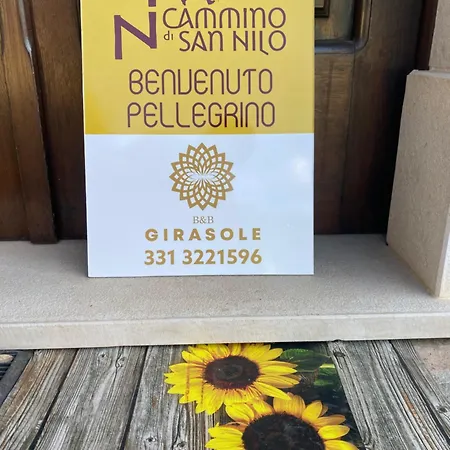 N
CAMMINO
di SAN NILO
BENVENUTO
PELLEGRINO
B&B
GIRASOLE
331 3221596